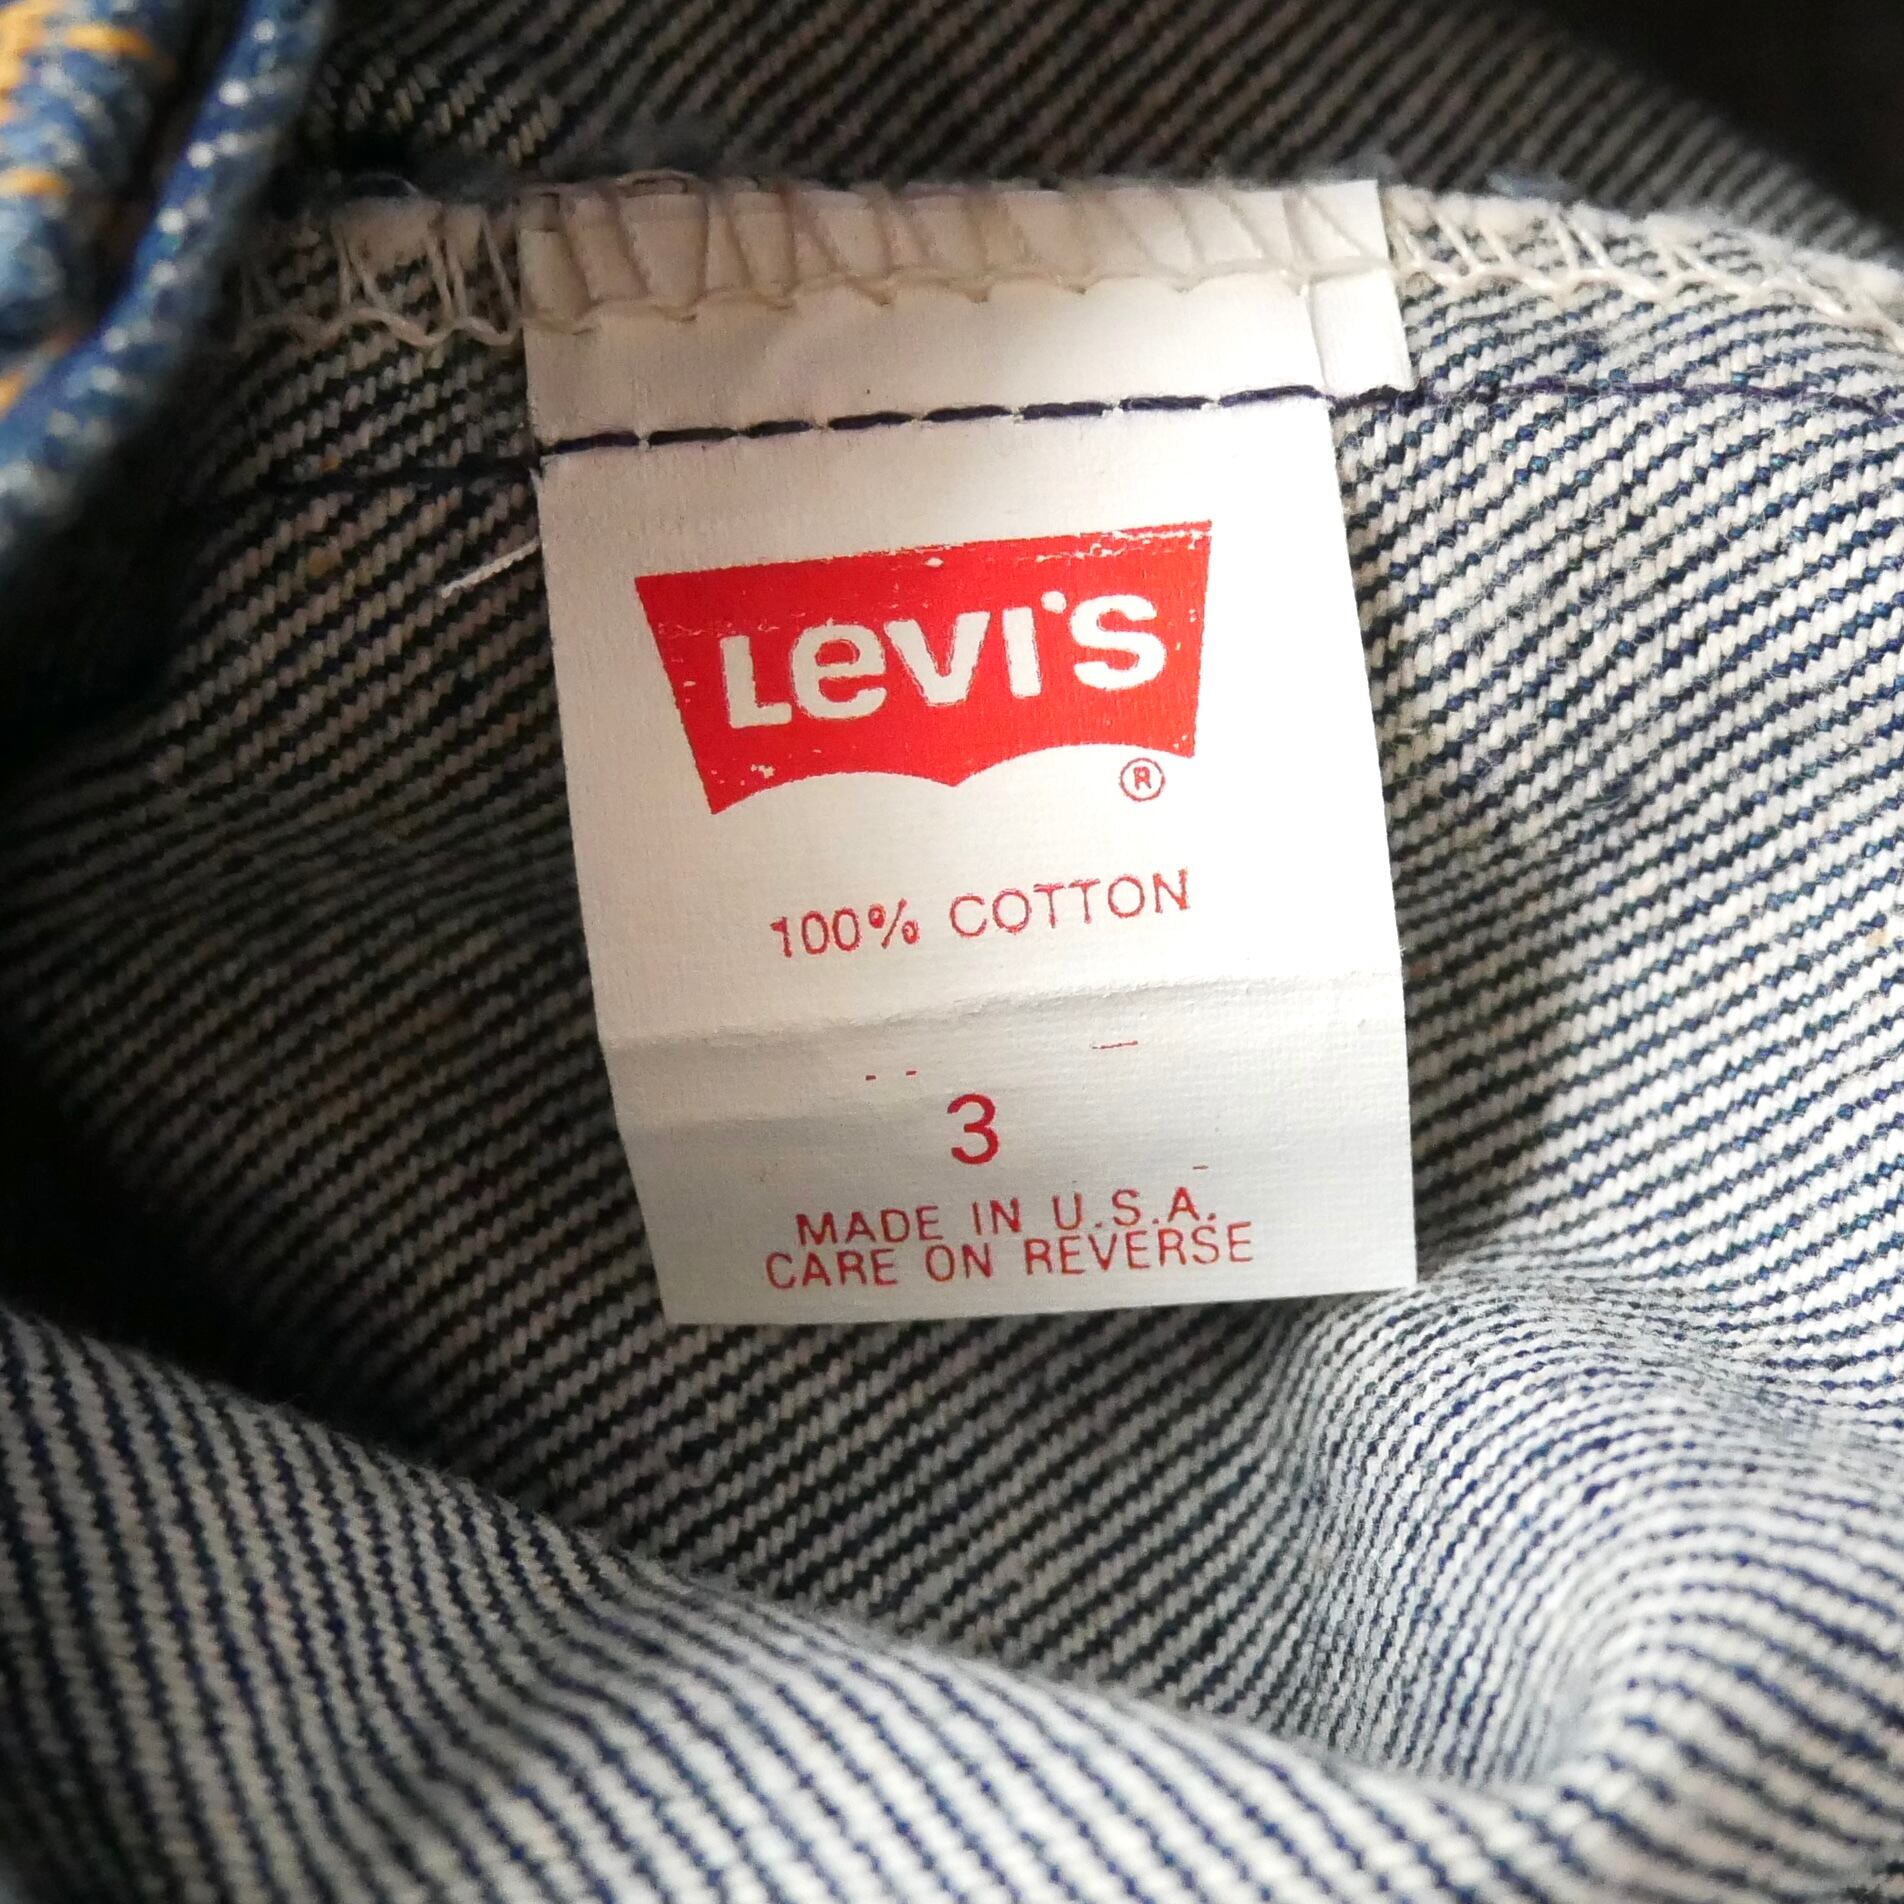 Levi's
®
100% COTTON
3
MADE IN U.S.A.
CARE ON REVERSE